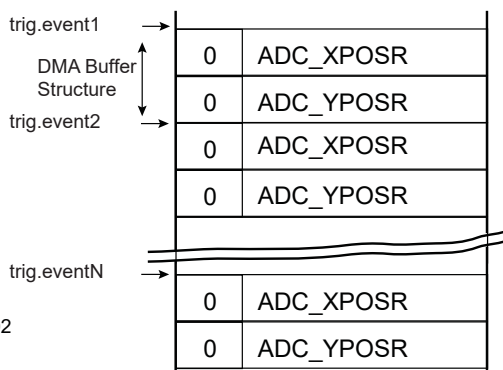 trig.event1
DMA Buffer
Structure
trig.event2
0 ADC_XPOSR
0 ADC_YPOSR
0 ADC_XPOSR
0 ADC_YPOSR
trig.eventN
0 ADC_XPOSR
0 ADC_YPOSR